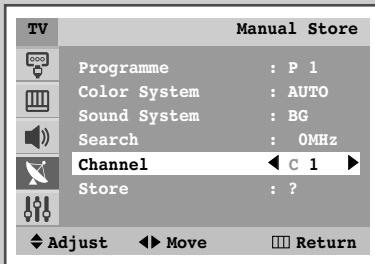 TV Manual Store
Programme : P 1
Color System : AUTO
Sound System : BG
Search : 0MHz
Channel ◀ C 1 ▶
Store : ?
Adjust Move Return